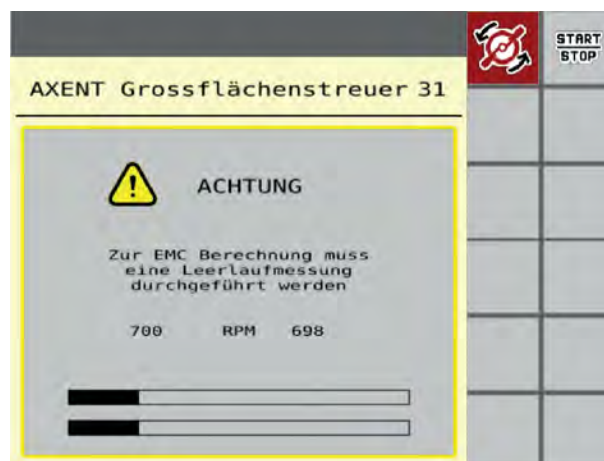 START
STOP
AXENT Grossflächenstreuer 31
ACHTUNG
Zur EMC Berechnung muss
eine Leerlaufmessung
durchgeführt werden
700 RPM 698